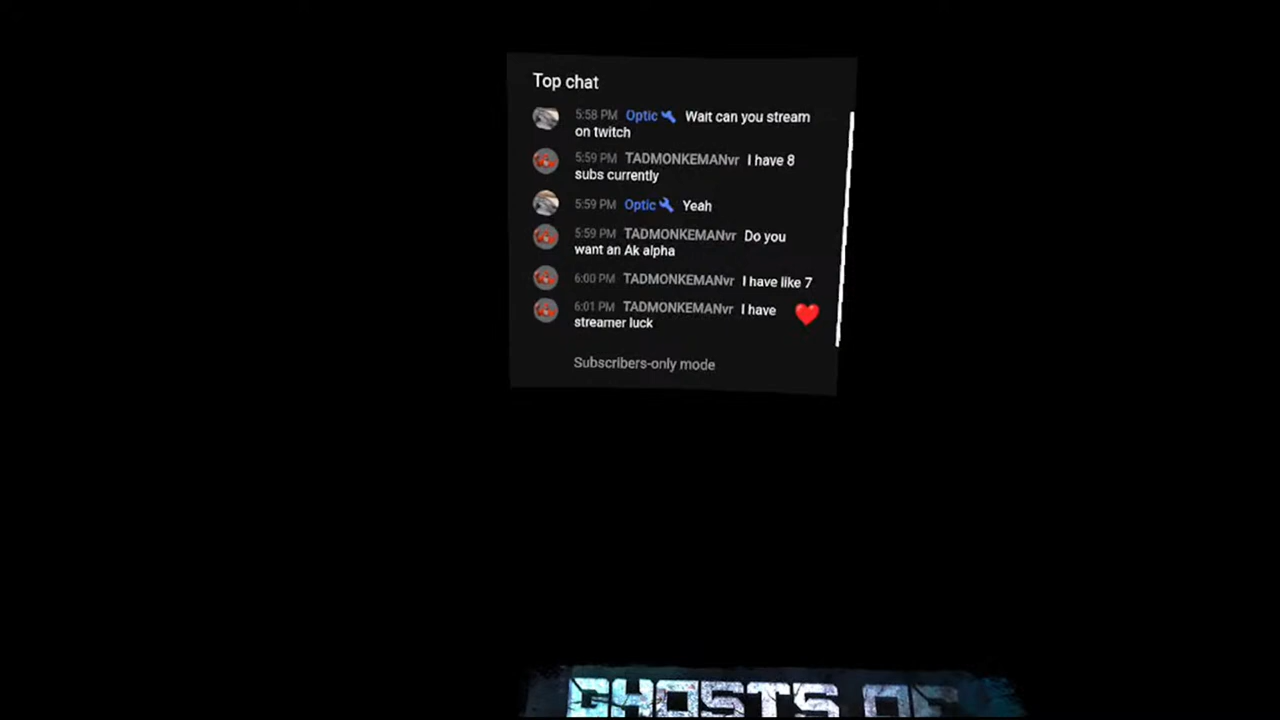 Top chat
5:58 PM Optic Wait can you stream
on twitch
5:59 PM TADMONKEMANvr I have 8
subs currently
5:59 PM Optic Yeah
5:59 PM TADMONKEMANvr Do you
want an Ak alpha
6:00 PM TADMONKEMANvr I have like 7
6:01 PM TADMONKEMANvr I have
streamer luck
Subscribers-only mode
GHOSTS OF